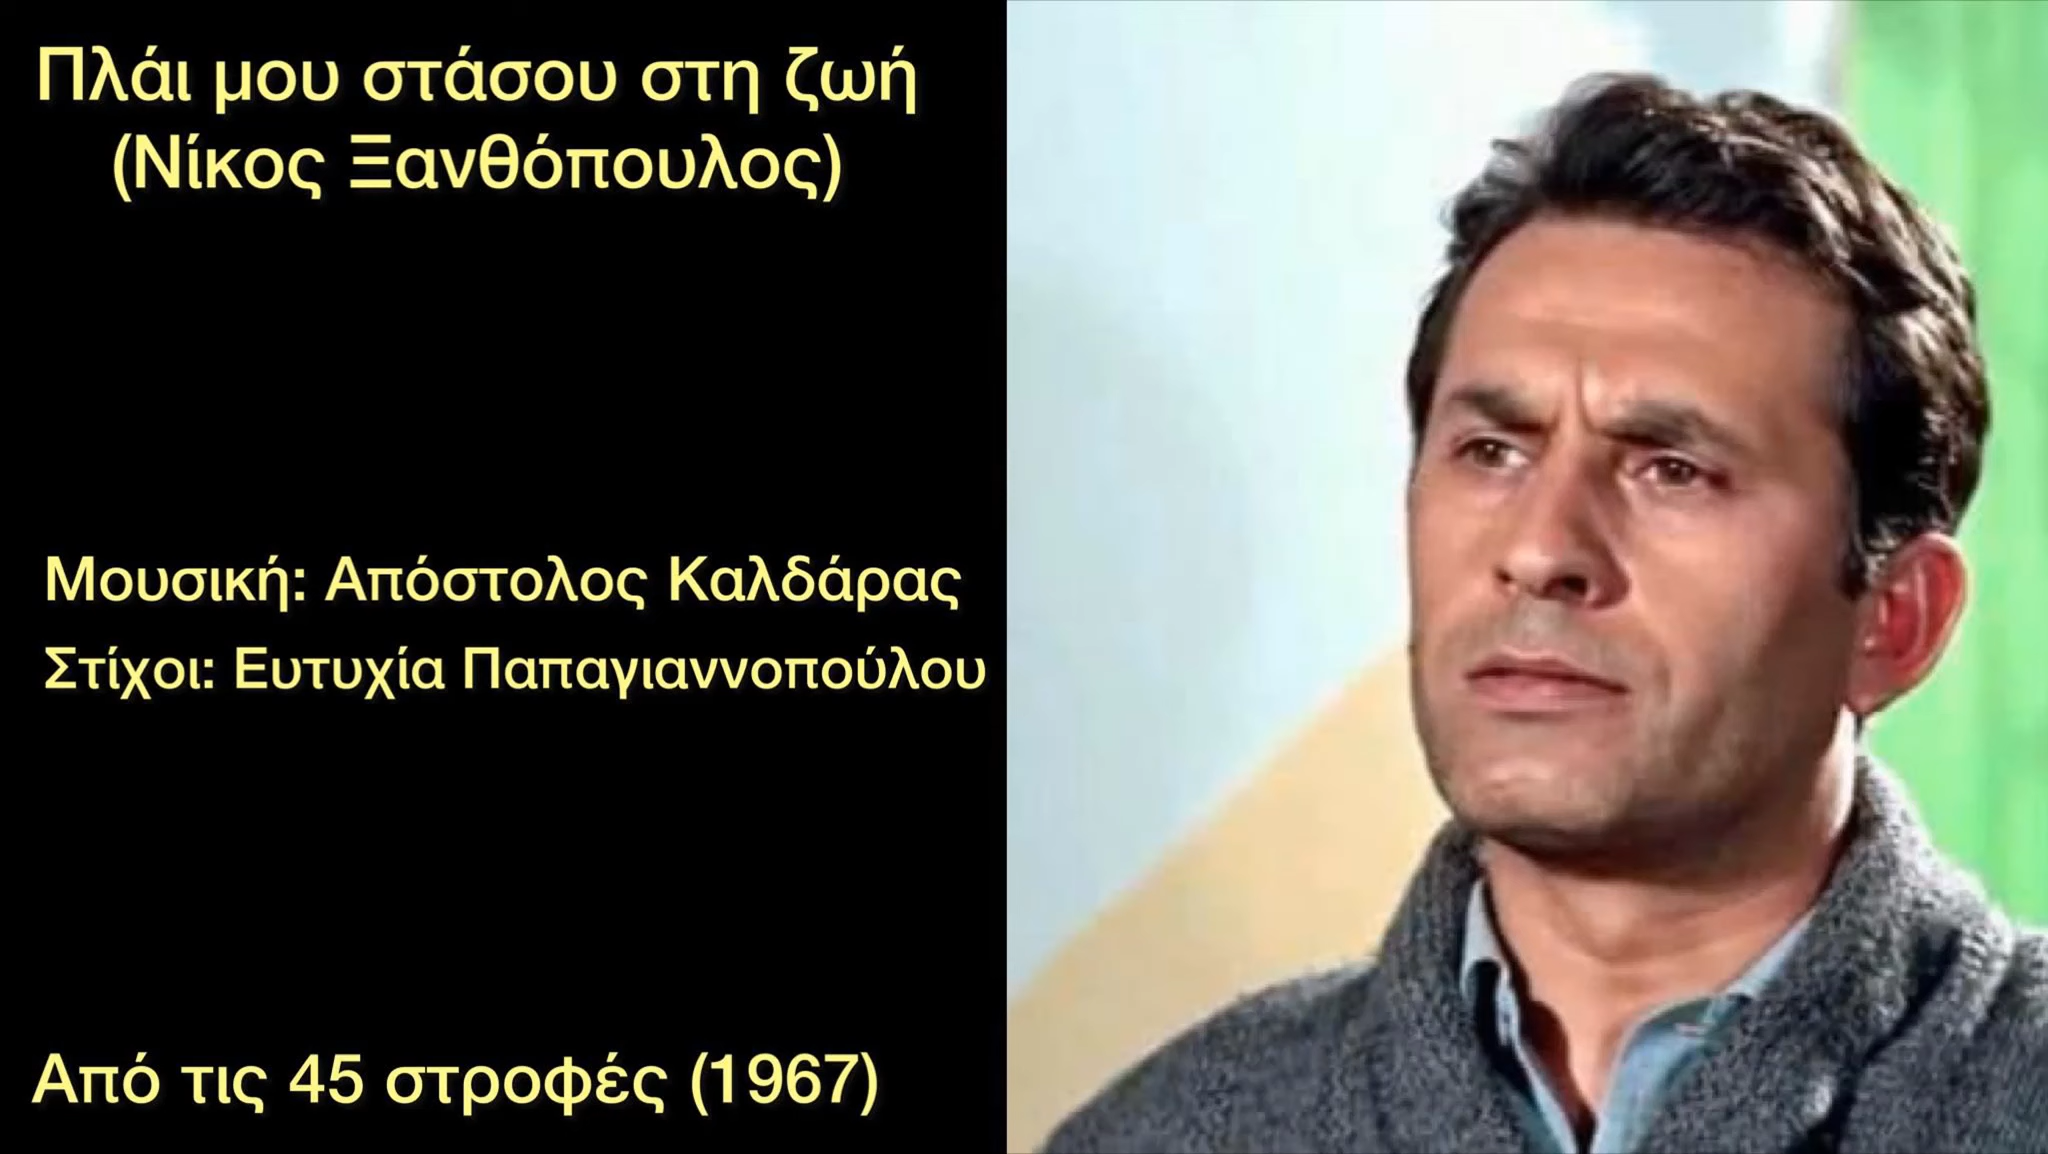 Πλάι μου στάσου στη ζωή
(Νίκος Ξανθόπουλος)
Μουσική: Απόστολος Καλδάρας
Στίχοι: Ευτυχία Παπαγιαννοπούλου
Από τις 45 στροφές (1967)